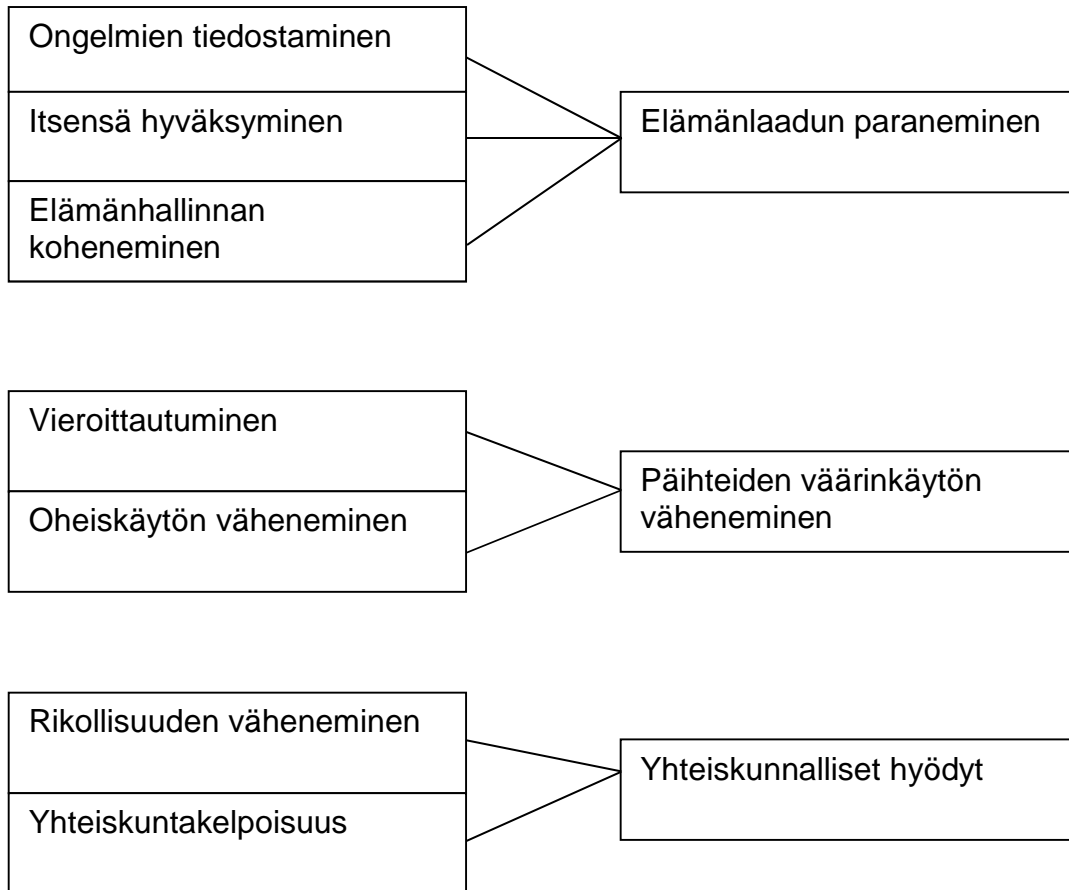 Ongelmien tiedostaminen
Itsensä hyväksyminen
Elämänhallinnan
koheneminen
Elämänlaadun paraneminen
Vieroittautuminen
Oheiskäytön väheneminen
Päihteiden väärinkäytön
väheneminen
Rikollisuuden väheneminen
Yhteiskuntakelpoisuus
Yhteiskunnalliset hyödyt